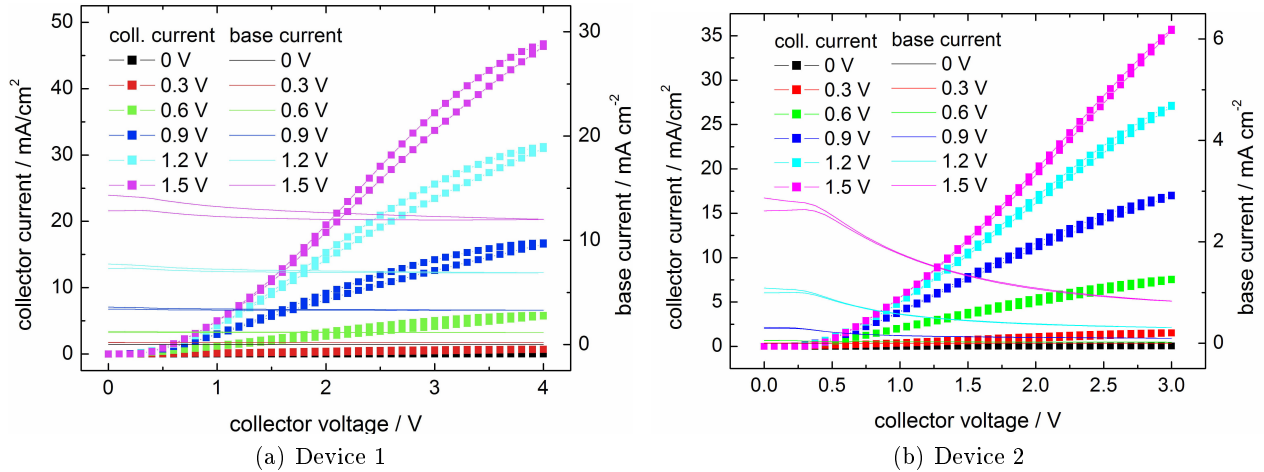 coll. current base current
0 V 0 V
0.3 V 0.3 V
0.6 V 0.6 V
0.9 V 0.9 V
1.2 V 1.2 V
1.5 V 1.5 V
collector current / mA/cm²
50
40
30
20
10
0
base current / mA cm⁻²
30
20
10
0
0 1 2 3 4
collector voltage / V
(a) Device 1
coll. current base current
0 V 0 V
0.3 V 0.3 V
0.6 V 0.6 V
0.9 V 0.9 V
1.2 V 1.2 V
1.5 V 1.5 V
collector current / mA/cm²
35
30
25
20
15
10
5
0
base current / mA cm⁻²
6
4
2
0
0.0 0.5 1.0 1.5 2.0 2.5 3.0
collector voltage / V
(b) Device 2